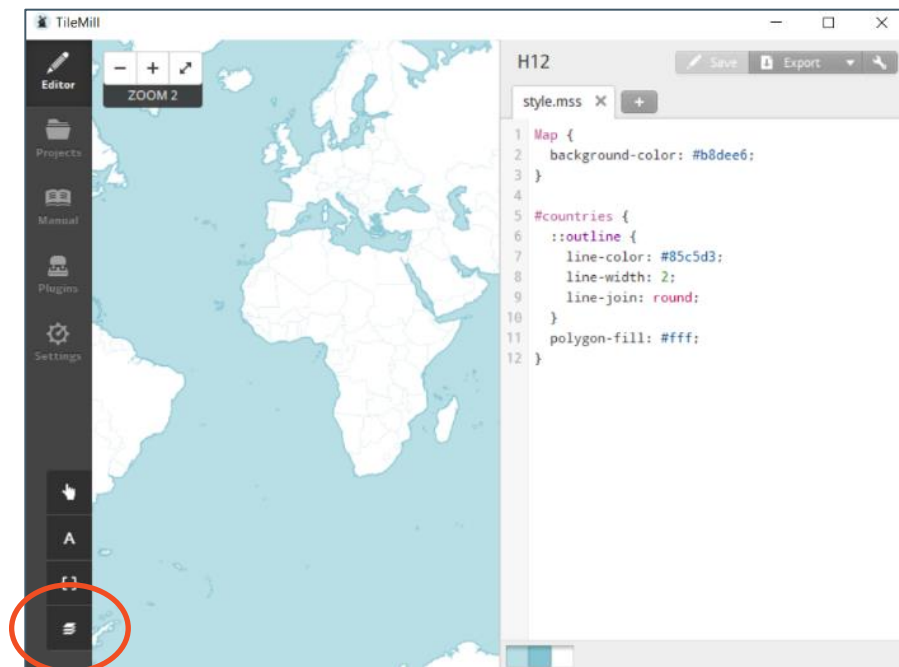 TileMill
Editor
Projects
Manual
Plugins
Settings
A
ZOOM 2
H12
Save
Export
style.mss
1 Map {
2   background-color: #b8dee6;
3 }
4
5 #countries {
6   ::outline {
7     line-color: #85c5d3;
8     line-width: 2;
9     line-join: round;
10   }
11   polygon-fill: #fff;
12 }